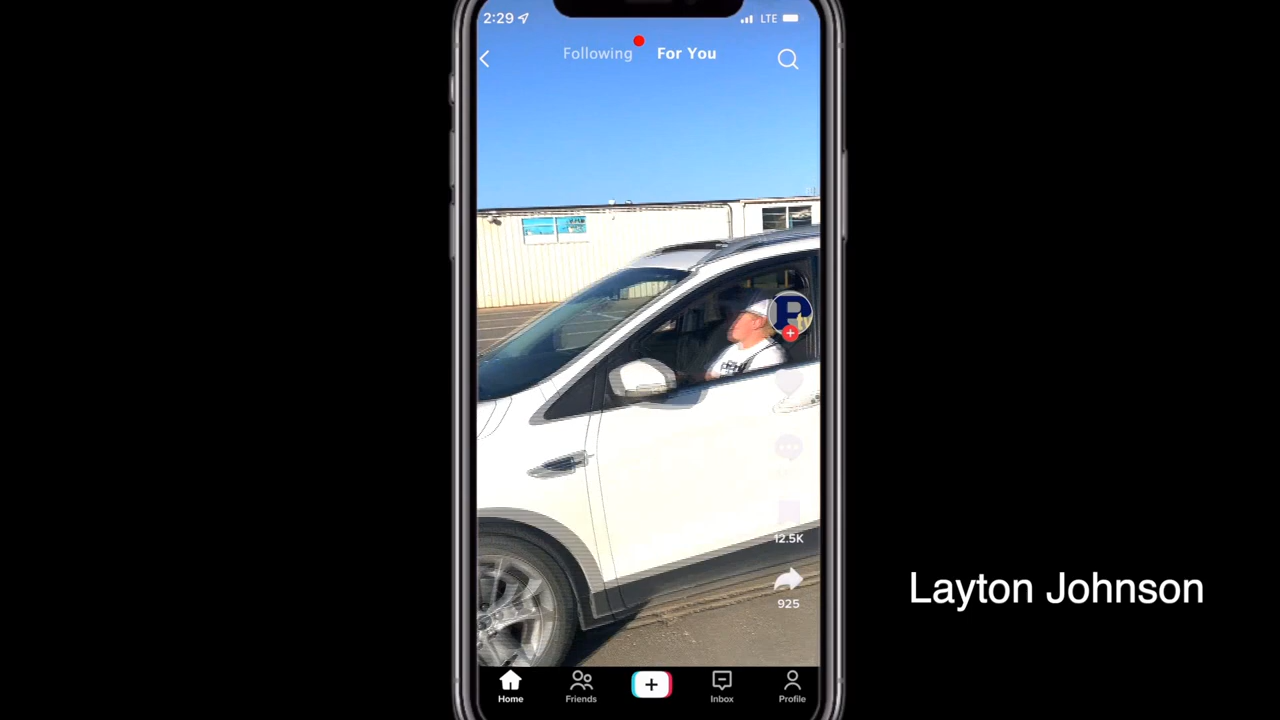 2:29
LTE
Following
For You
12.5K
925
Layton Johnson
Home
Friends
Inbox
Profile